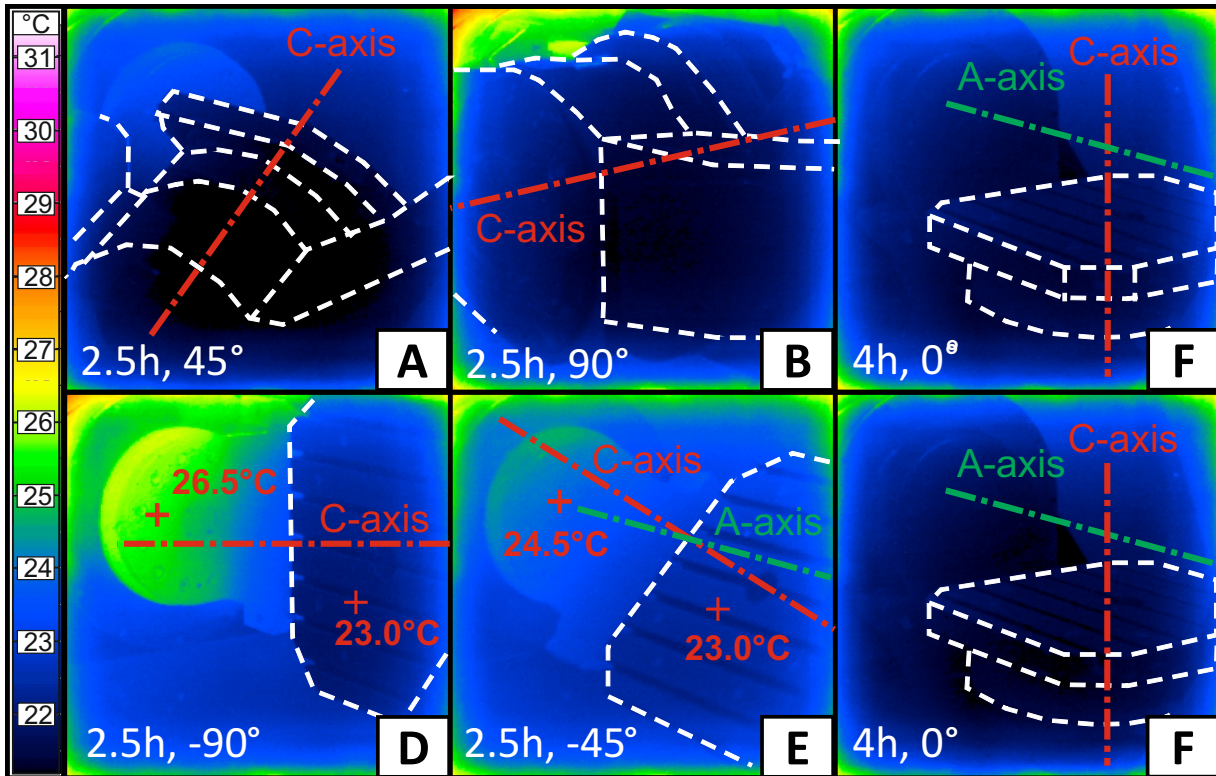 °C
31
30
29
28
27
26
25
24
23
22
C-axis
2.5h, 45°
A
C-axis
2.5h, 90°
B
C-axis
A-axis
4h, 0°
F
26.5°C
C-axis
23.0°C
2.5h, -90°
D
C-axis
A-axis
24.5°C
23.0°C
2.5h, -45°
E
C-axis
A-axis
4h, 0°
F